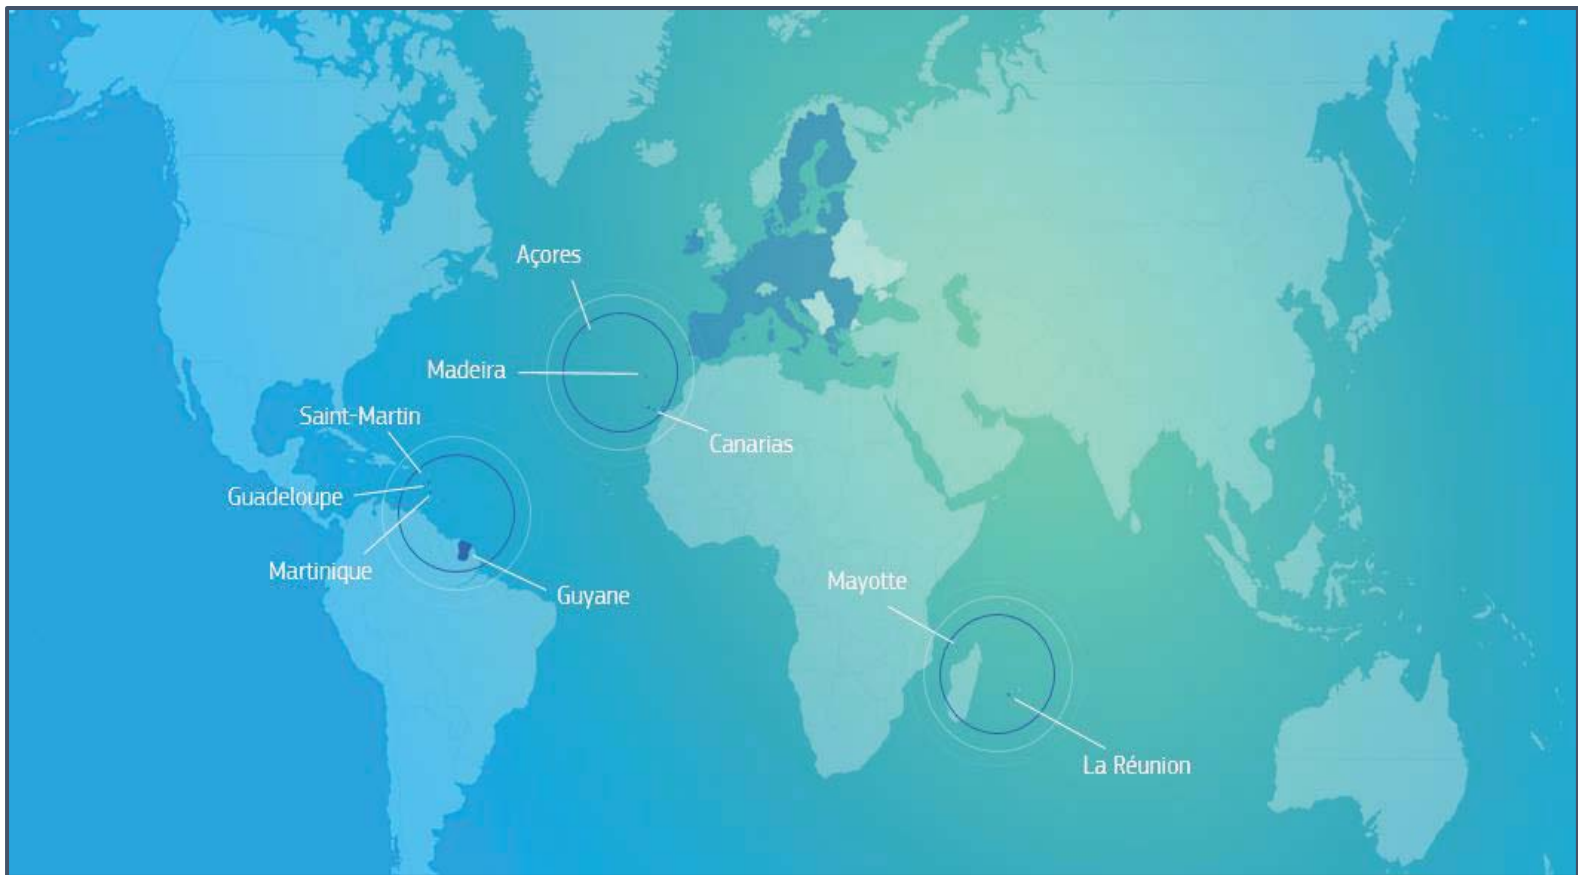 Açores
Madeira
Saint-Martin
Canarias
Guadeloupe
Martinique
Mayotte
Guyane
La Réunion